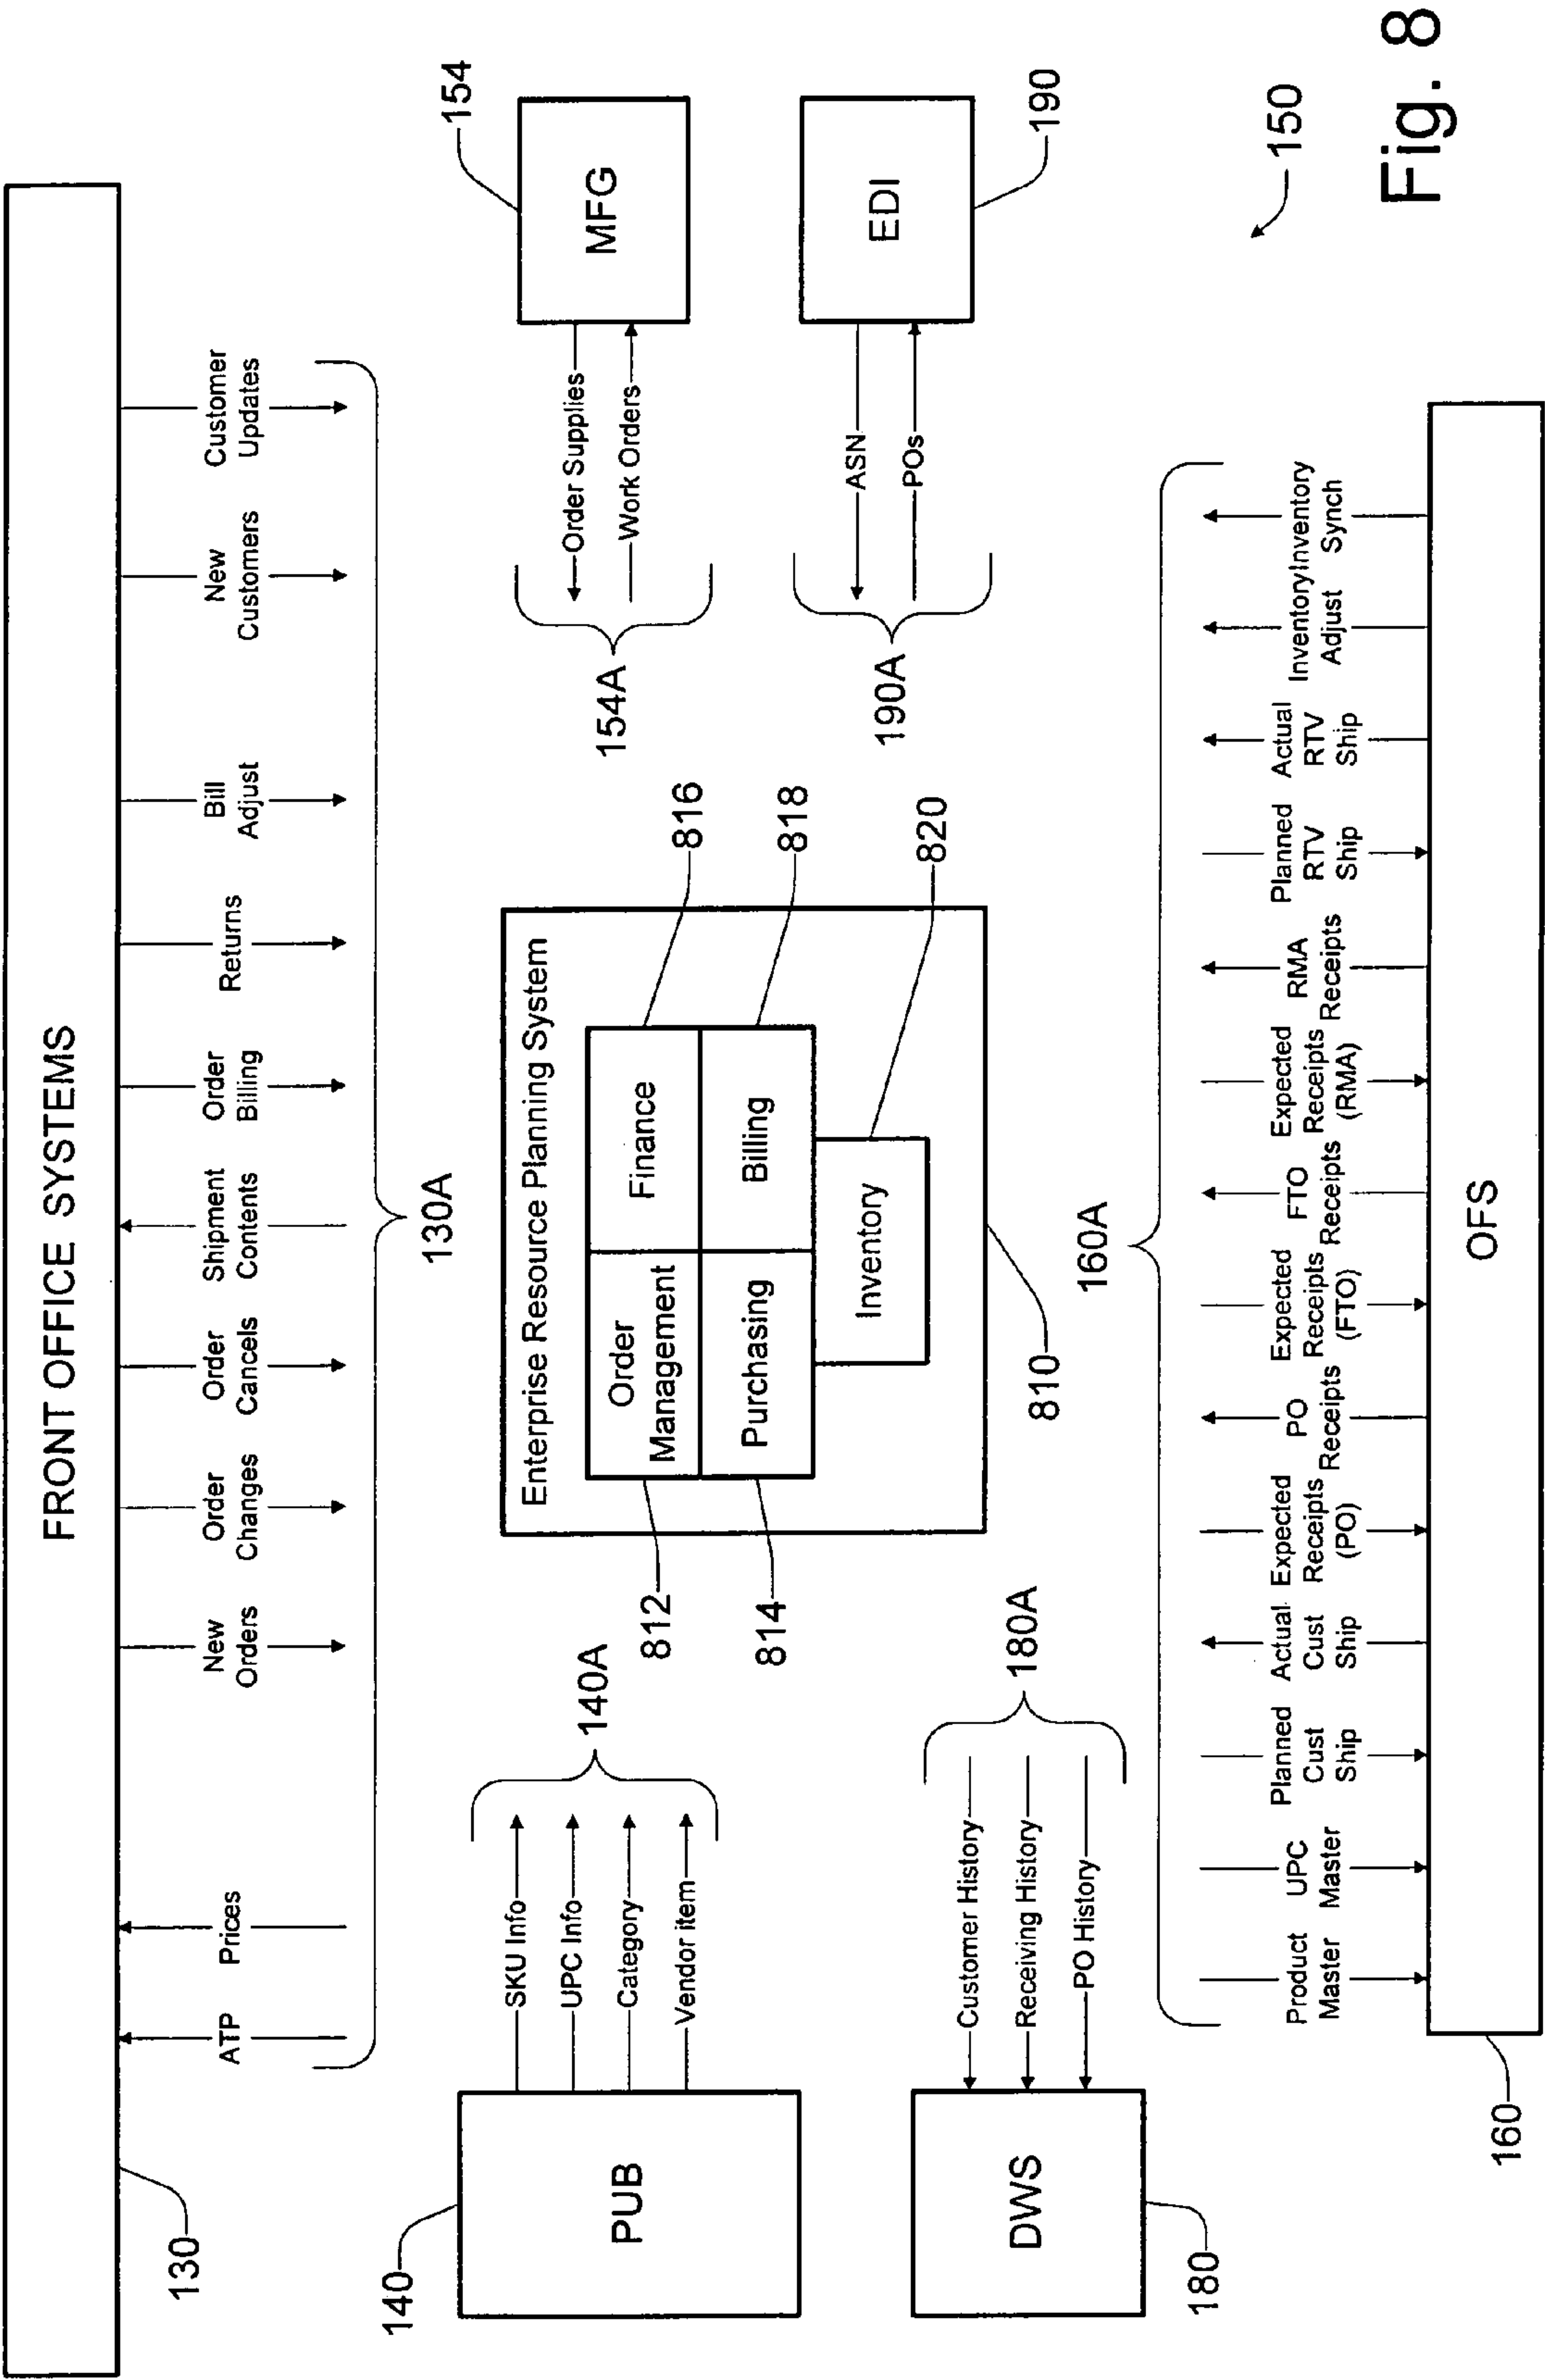 FRONT OFFICE SYSTEMS
130
ATP
Prices
New
Orders
Order
Changes
Order
Cancels
Shipment
Contents
Order
Billing
Returns
Bill
Adjust
New
Customers
Customer
Updates
130A
140
PUB
SKU Info
UPC Info
Category
Vendor item
140A
Enterprise Resource Planning System
Order
Management
Finance
Purchasing
Billing
Inventory
812
814
816
818
820
810
154
MFG
Order Supplies
Work Orders
154A
EDI
190
ASN
POs
190A
DWS
180
Customer History
Receiving History
PO History
180A
160A
Product
Master
UPC
Master
Planned
Cust
Ship
Actual
Cust
Ship
Expected
Receipts
(PO)
PO
Receipts
Expected
Receipts
(FTO)
FTO
Receipts
Expected
Receipts
(RMA)
RMA
Receipts
Planned
RTV
Ship
Actual
RTV
Ship
Inventory
Adjust
Inventory
Synch
OFS
160
150
Fig. 8